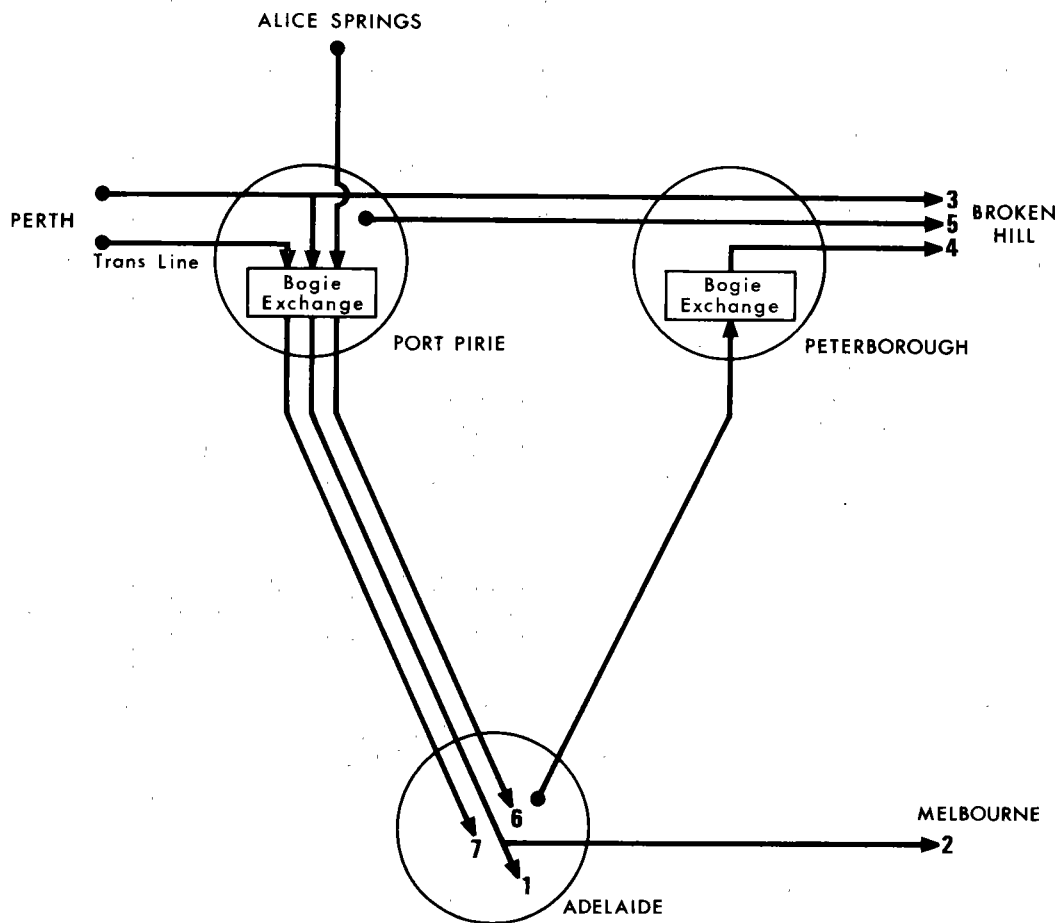 ALICE SPRINGS
PERTH
Trans Line
Bogie
Exchange
PORT PIRIE
Bogie
Exchange
PETERBOROUGH
3
5
4
BROKEN
HILL
6
7
1
2
MELBOURNE
ADELAIDE